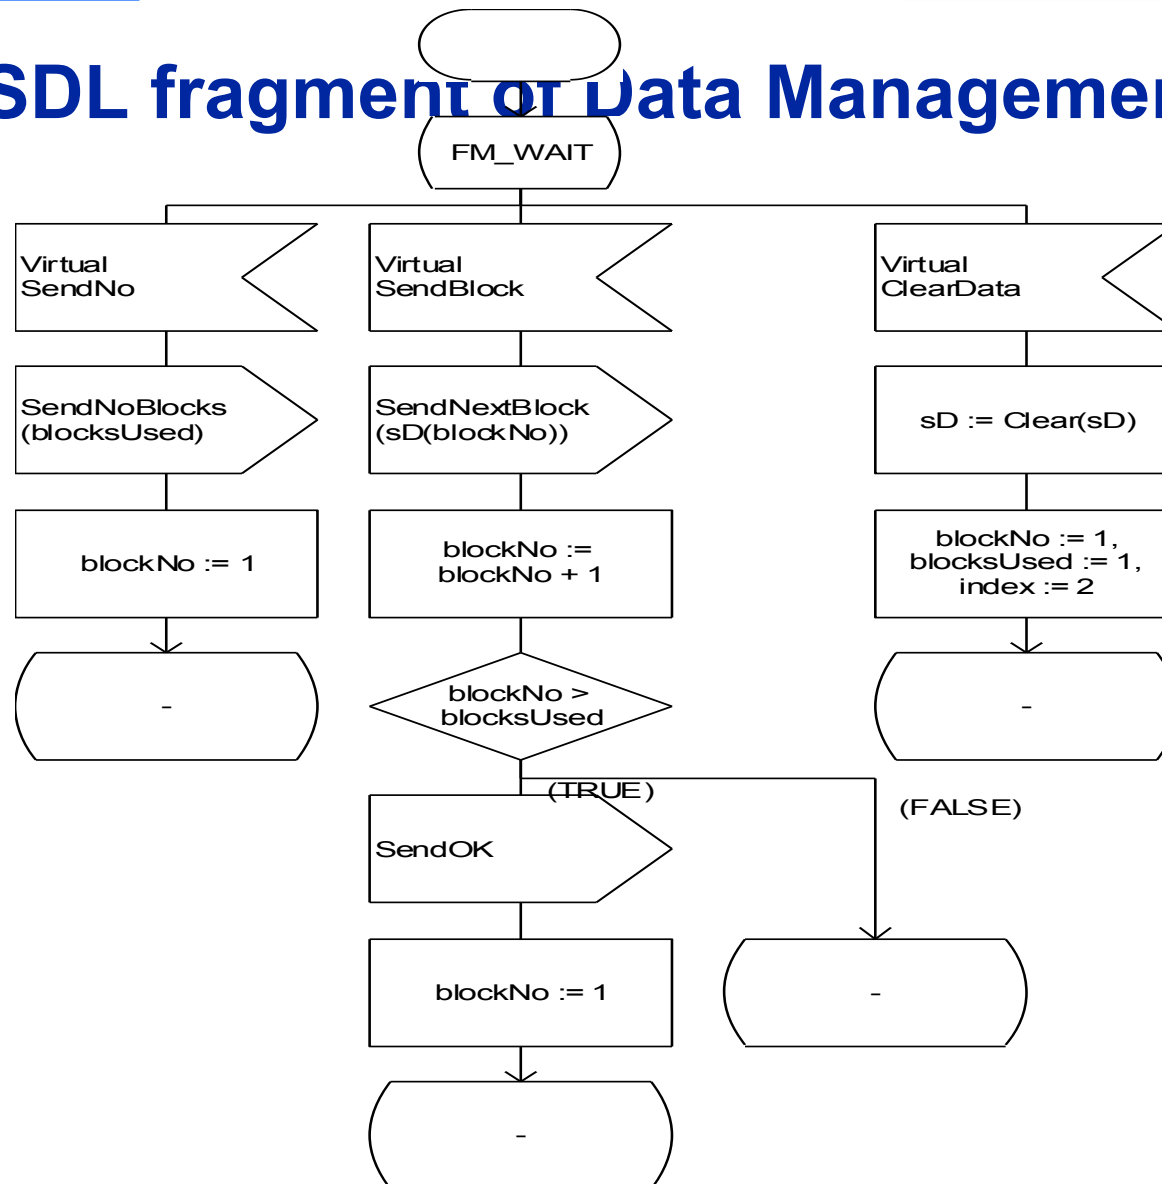 SDL fragment of Data Managemen
FM_WAIT
Virtual
SendNo
Virtual
SendBlock
Virtual
ClearData
SendNoBlocks
(blocksUsed)
SendNextBlock
(sD(blockNo))
sD := Clear(sD)
blockNo := 1
blockNo :=
blockNo + 1
blockNo := 1,
blocksUsed := 1,
index := 2
-
blockNo >
blocksUsed
-
(TRUE)
(FALSE)
SendOK
blockNo := 1
-
-